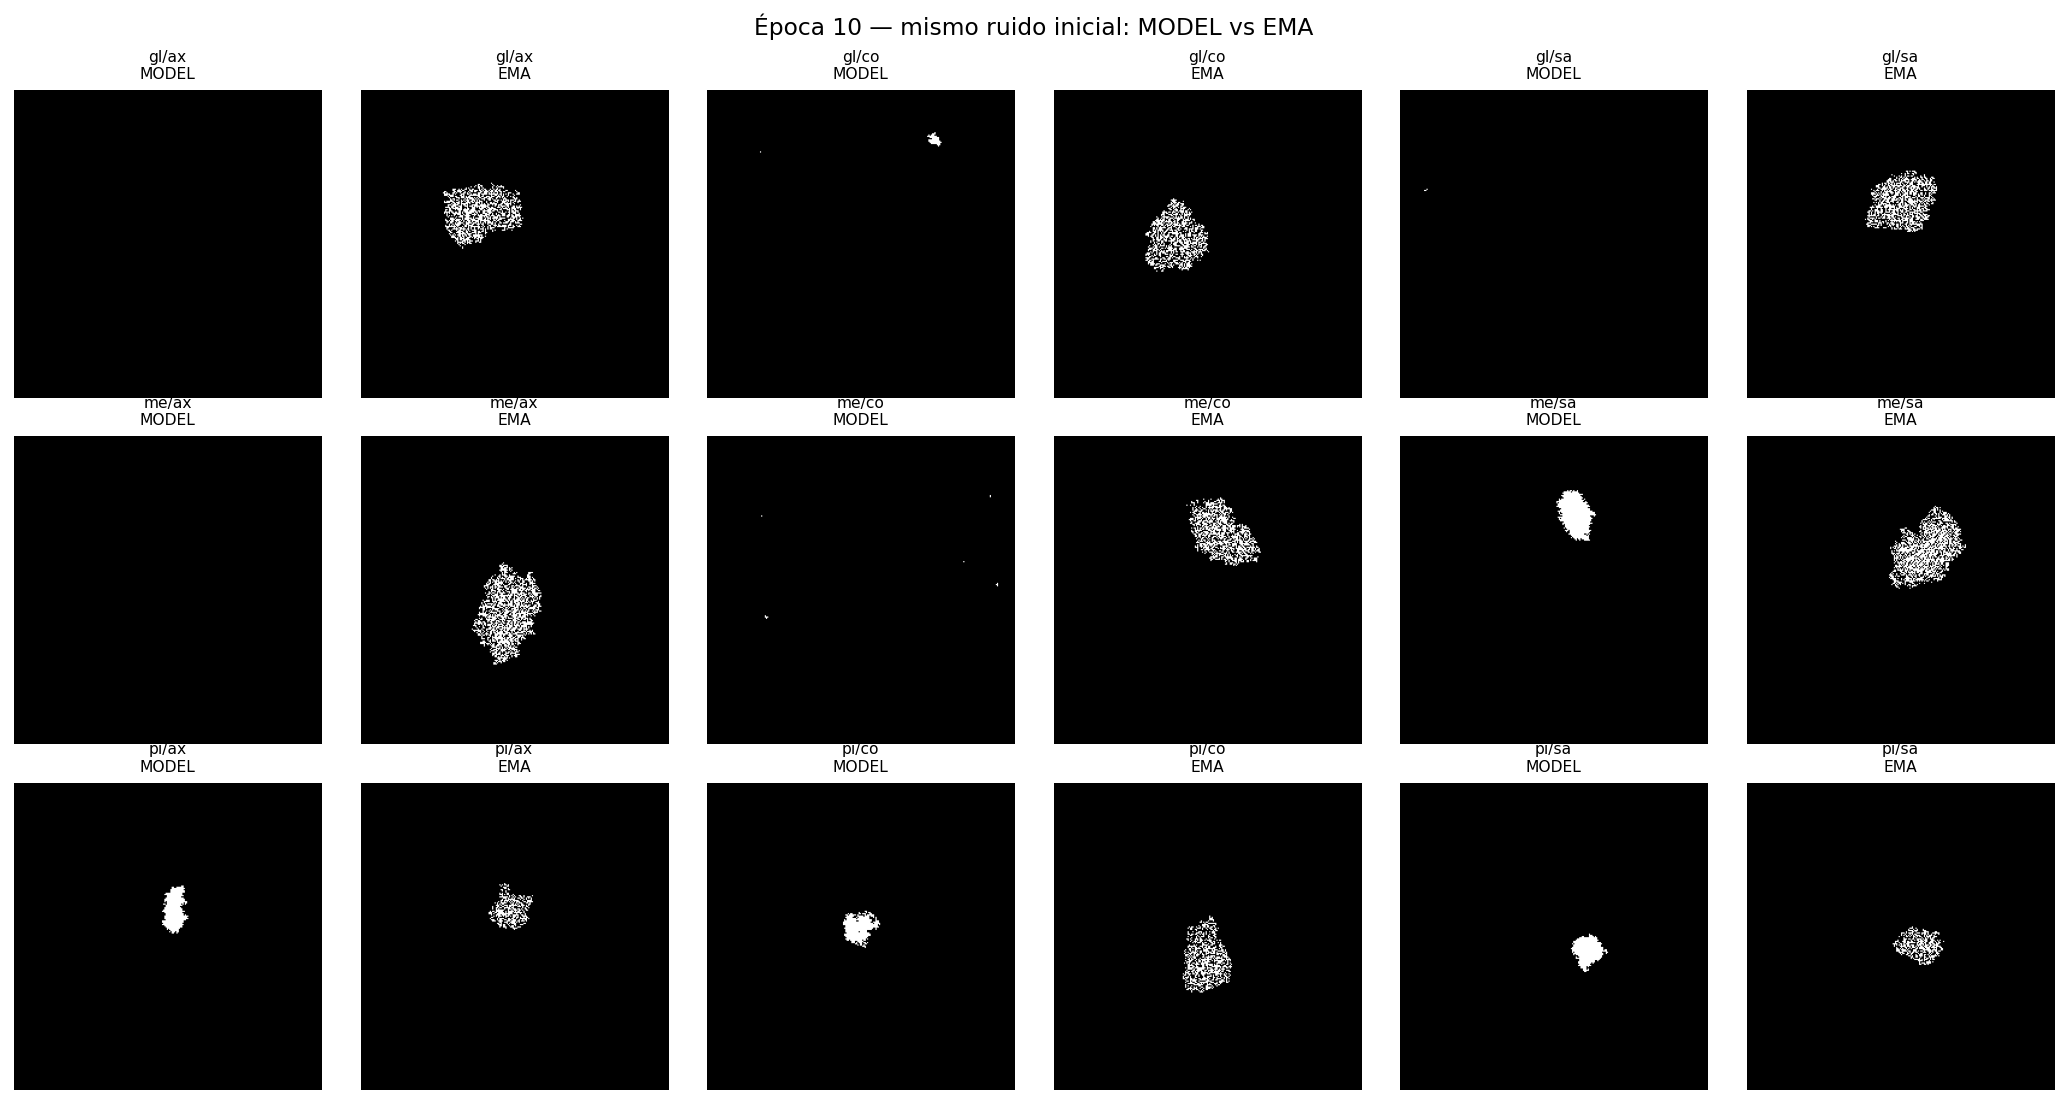 Época 10 — mismo ruido inicial: MODEL vs EMA
gl/ax
MODEL
gl/ax
EMA
gl/co
MODEL
gl/co
EMA
gl/sa
MODEL
gl/sa
EMA
me/ax
MODEL
me/ax
EMA
me/co
MODEL
me/co
EMA
me/sa
MODEL
me/sa
EMA
pi/ax
MODEL
pi/ax
EMA
pi/co
MODEL
pi/co
EMA
pi/sa
MODEL
pi/sa
EMA